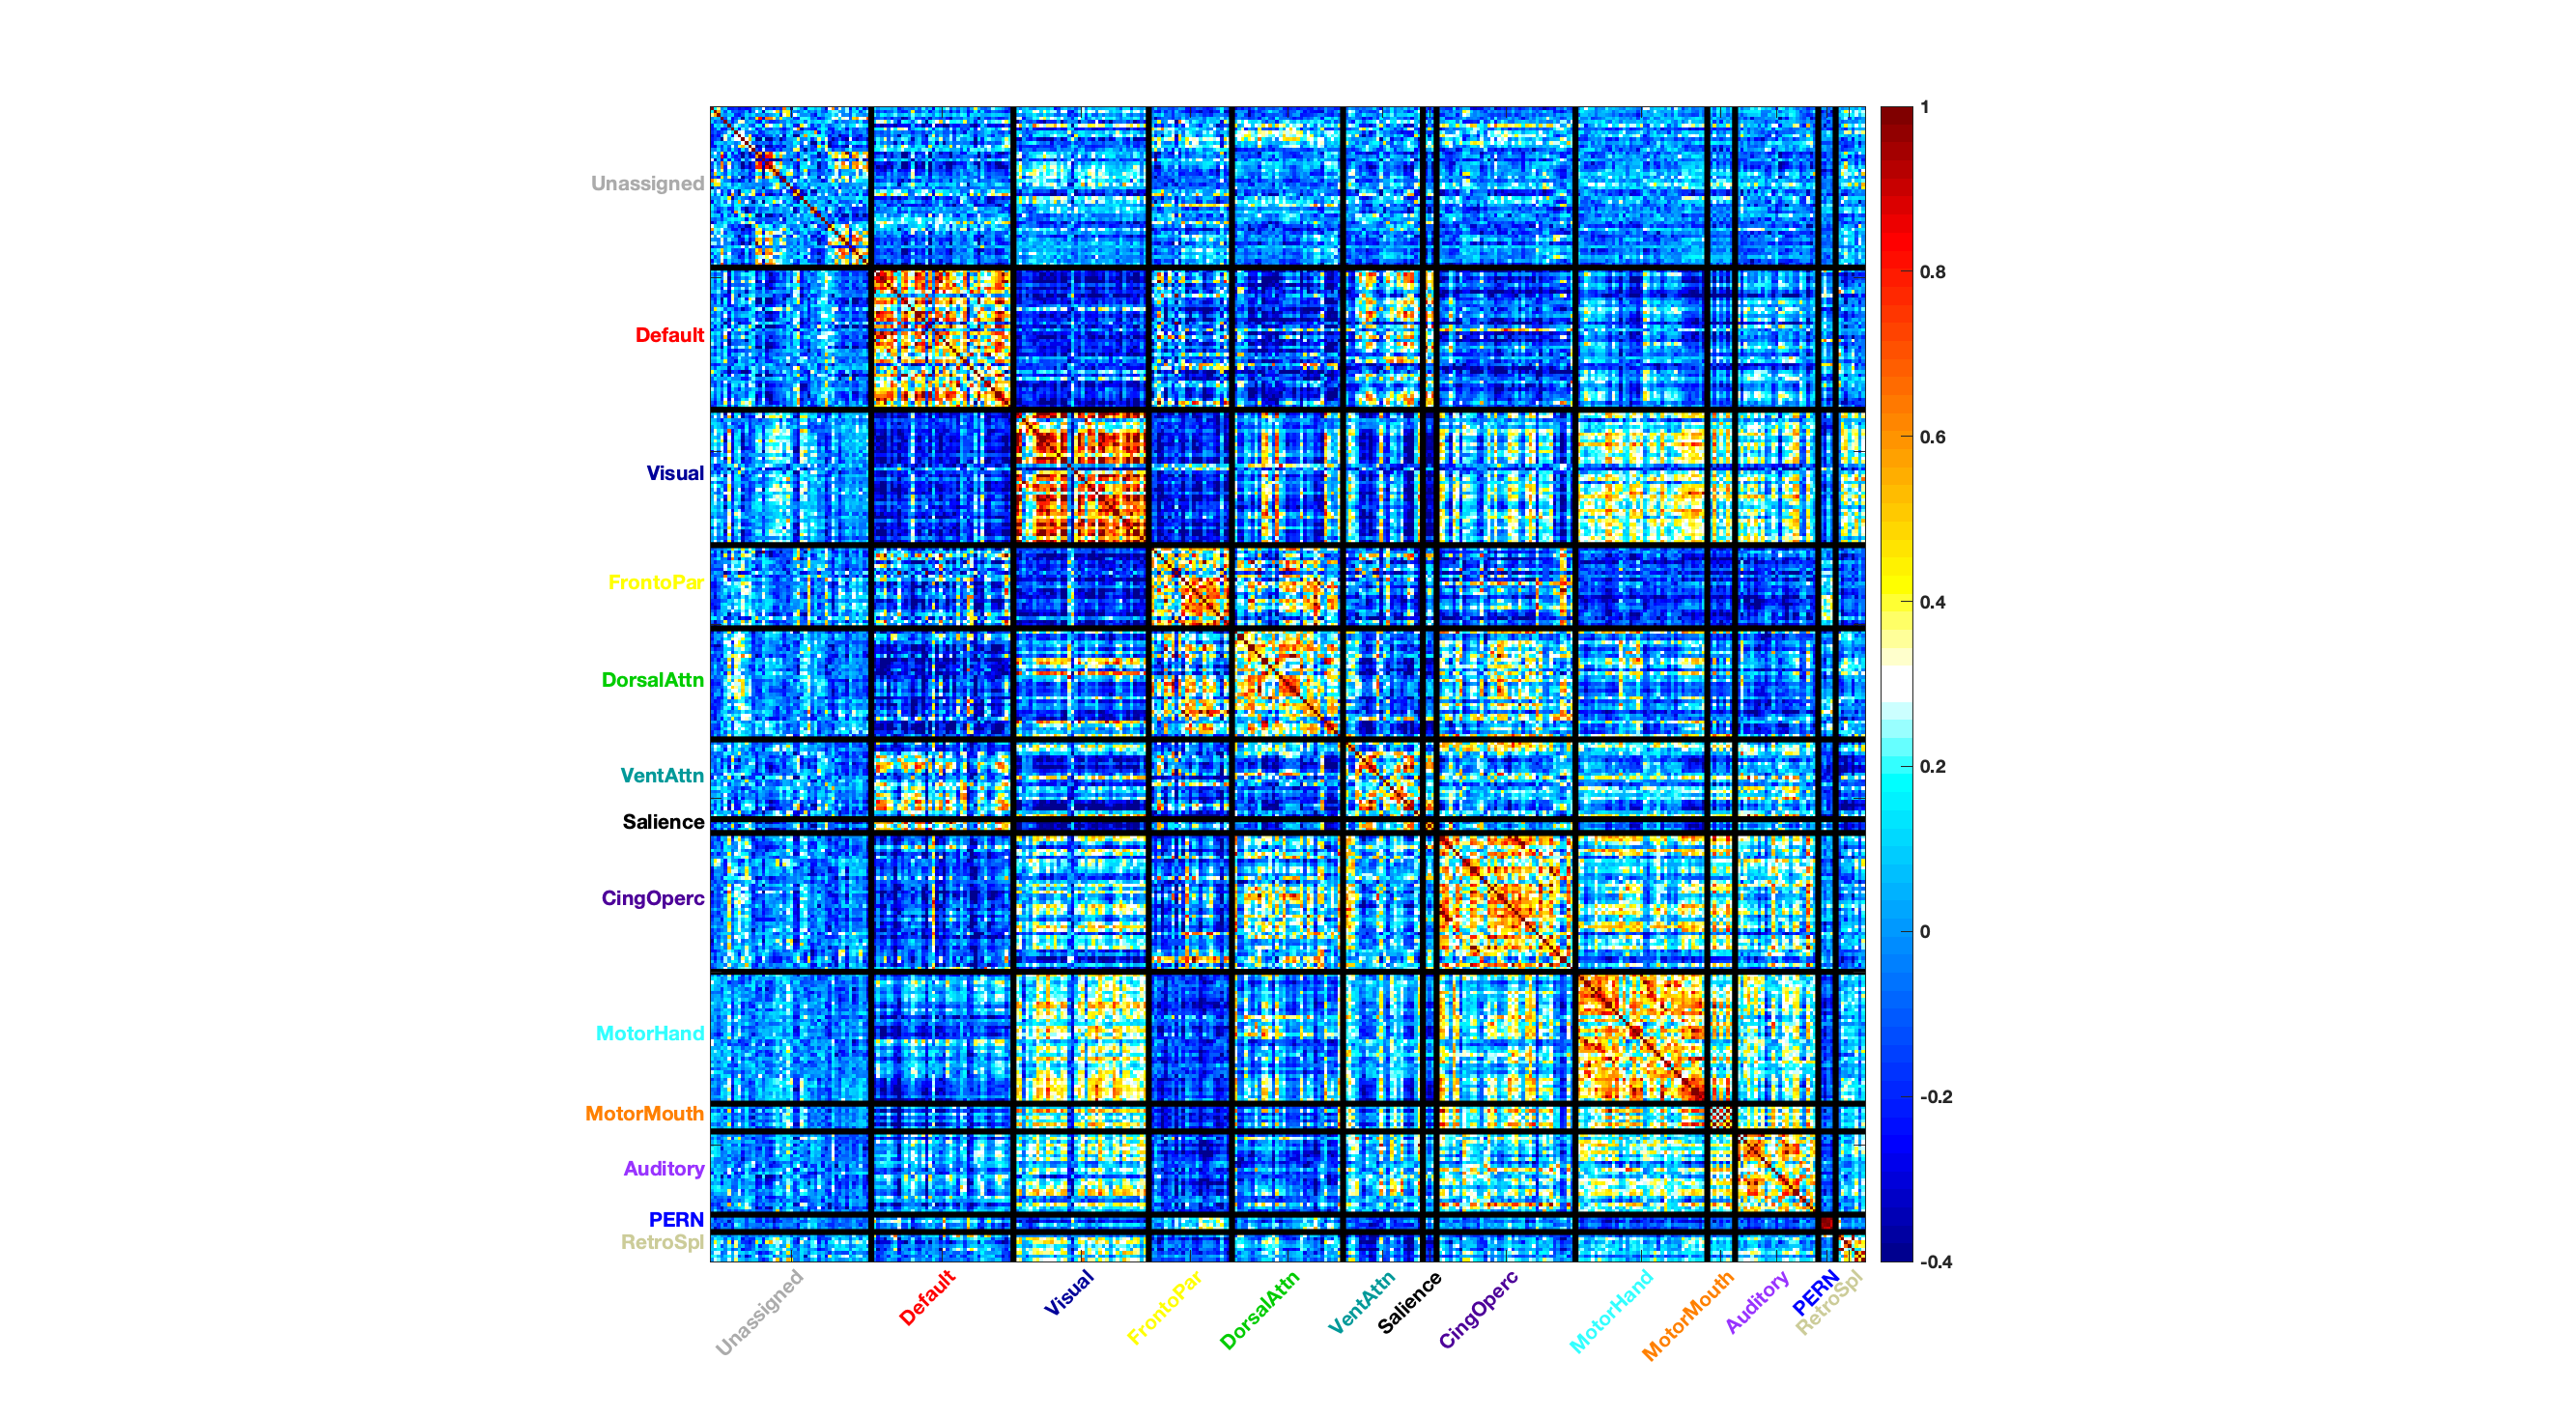 Unassigned
Default
Visual
FrontoPar
DorsalAttn
VentAttn
Salience
CingOperc
MotorHand
MotorMouth
Auditory
PERN
RetroSpl
Unassigned
Default
Visual
FrontoPar
DorsalAttn
VentAttn
Salience
CingOperc
MotorHand
MotorMouth
Auditory
PERN
RetroSpl
1
0.8
0.6
0.4
0.2
0
-0.2
-0.4